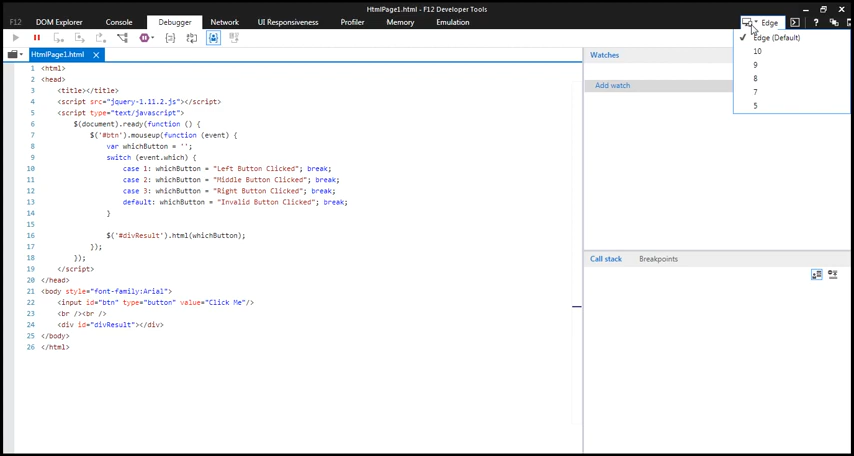 HtmlPage1.html - F12 Developer Tools
F12 DOM Explorer Console Debugger Network UI Responsiveness Profiler Memory Emulation Edge ?
HtmlPage1.html
Watches
Add watch
Edge (Default)
10
9
8
7
5
1 <html>
2 <head>
3 <title></title>
4 <script src="jquery-1.11.2.js"></script>
5 <script type="text/javascript">
6 $(document).ready(function () {
7 $('#btn').mouseup(function (event) {
8 var whichButton = '';
9 switch (event.which) {
10 case 1: whichButton = "Left Button Clicked"; break;
11 case 2: whichButton = "Middle Button Clicked"; break;
12 case 3: whichButton = "Right Button Clicked"; break;
13 default: whichButton = "Invalid Button Clicked"; break;
14 }
15
16 $('#divResult').html(whichButton);
17 });
18 });
19 </script>
20 </head>
21 <body style="font-family:Arial">
22 <input id="btn" type="button" value="Click Me"/>
23 <br /><br />
24 <div id="divResult"></div>
25 </body>
26 </html>
Call stack Breakpoints